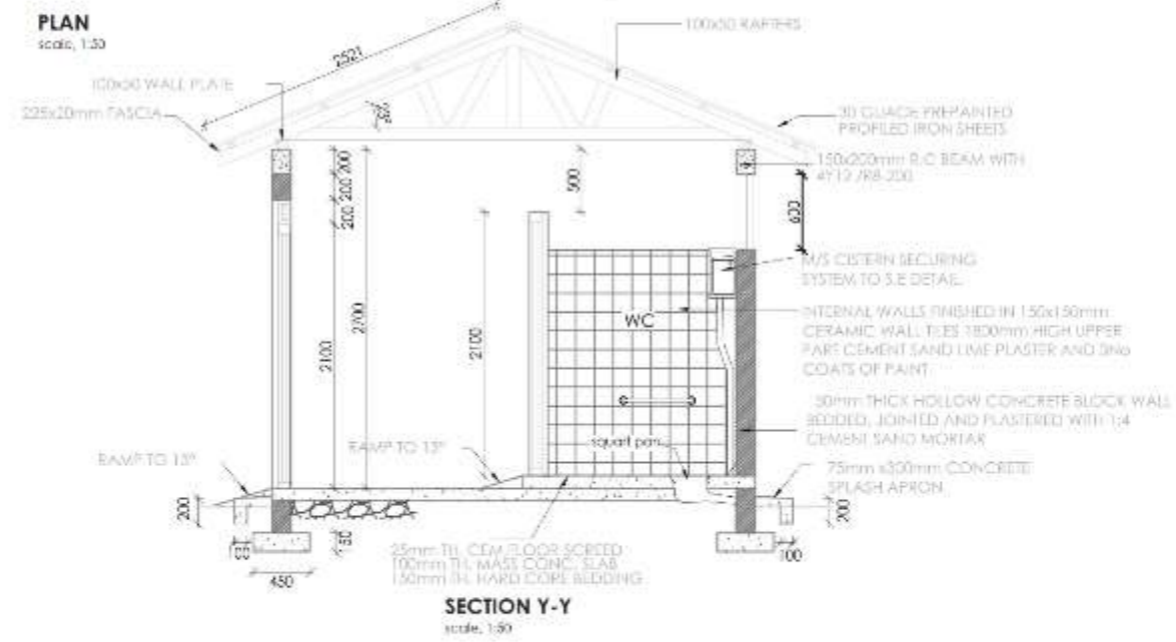 PLAN
scale, 1:50
2521
100x50 RAFTERS
100x50 WALL PLATE
225x20mm FASCIA
30 GUAGE PREPAINTED
PROFILED IRON SHEETS
150x200mm R.C BEAM WITH
4Y12 /R8-200
200
200
200
500
600
M/S CISTERN SECURING
SYSTEM TO S.E DETAIL.
INTERNAL WALLS FINISHED IN 150x150mm
CERAMIC WALL TILES 1800mm HIGH UPPER
PART CEMENT SAND LIME PLASTER AND
COATS OF PAINT
WC
2100
2700
2100
50mm THICK HOLLOW CONCRETE BLOCK WALL
BEDDED, JOINTED AND PLASTERED WITH 1:4
CEMENT SAND MORTAR
squart pan
RAMP TO 15°
RAMP TO 15°
75mm x300mm CONCRETE
SPLASH APRON
200
200
150
100
450
25mm TH. CEM/FLOOR SCREED
100mm TH. MASS CONC. SLAB
150mm TH. HARD CORE BEDDING
SECTION Y-Y
scale, 1:50